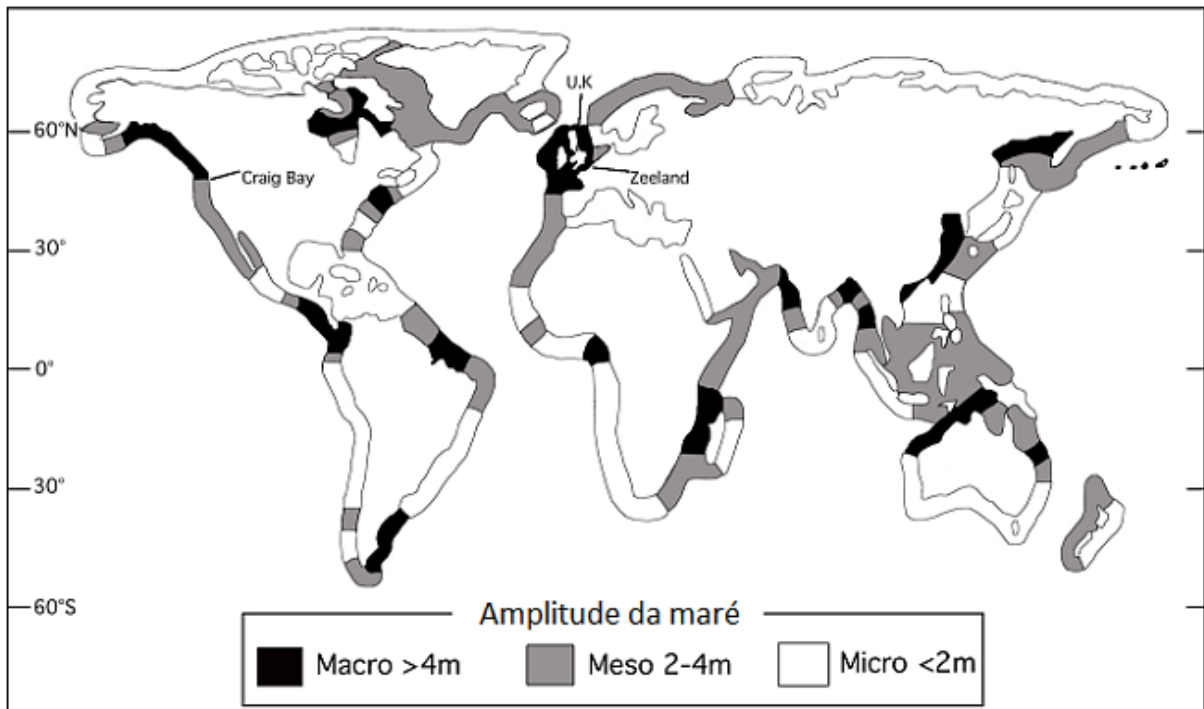 U.K
60°N
Craig Bay
Zeeland
30°
0°
30°
60°S
Amplitude da maré
Macro >4m
Meso 2-4m
Micro <2m